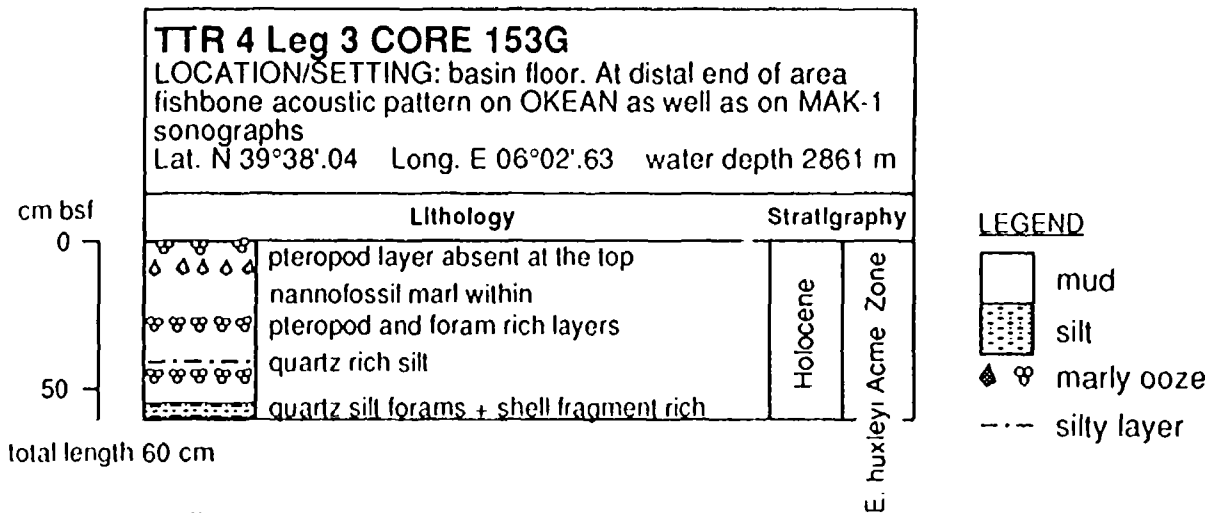 TTR 4 Leg 3 CORE 153G
LOCATION/SETTING: basin floor. At distal end of area
fishbone acoustic pattern on OKEAN as well as on MAK-1
sonographs
Lat. N 39°38'.04 Long. E 06°02'.63 water depth 2861 m
cm bsf
Lithology
Stratigraphy
0
pteropod layer absent at the top
nannofossil marl within
pteropod and foram rich layers
quartz rich silt
50
quartz silt forams + shell fragment rich
Holocene
E. huxleyi Acme Zone
total length 60 cm
LEGEND
mud
silt
marly ooze
silty layer